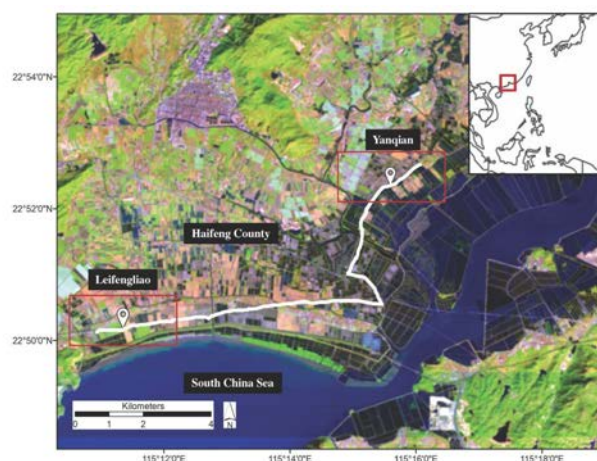 22°54'0"N
Yanqian
22°52'0"N
Haifeng County
Leifengliao
22°50'0"N
South China Sea
Kilometers
0 1 2 4
N
115°12'0"E 115°14'0"E 115°16'0"E 115°18'0"E